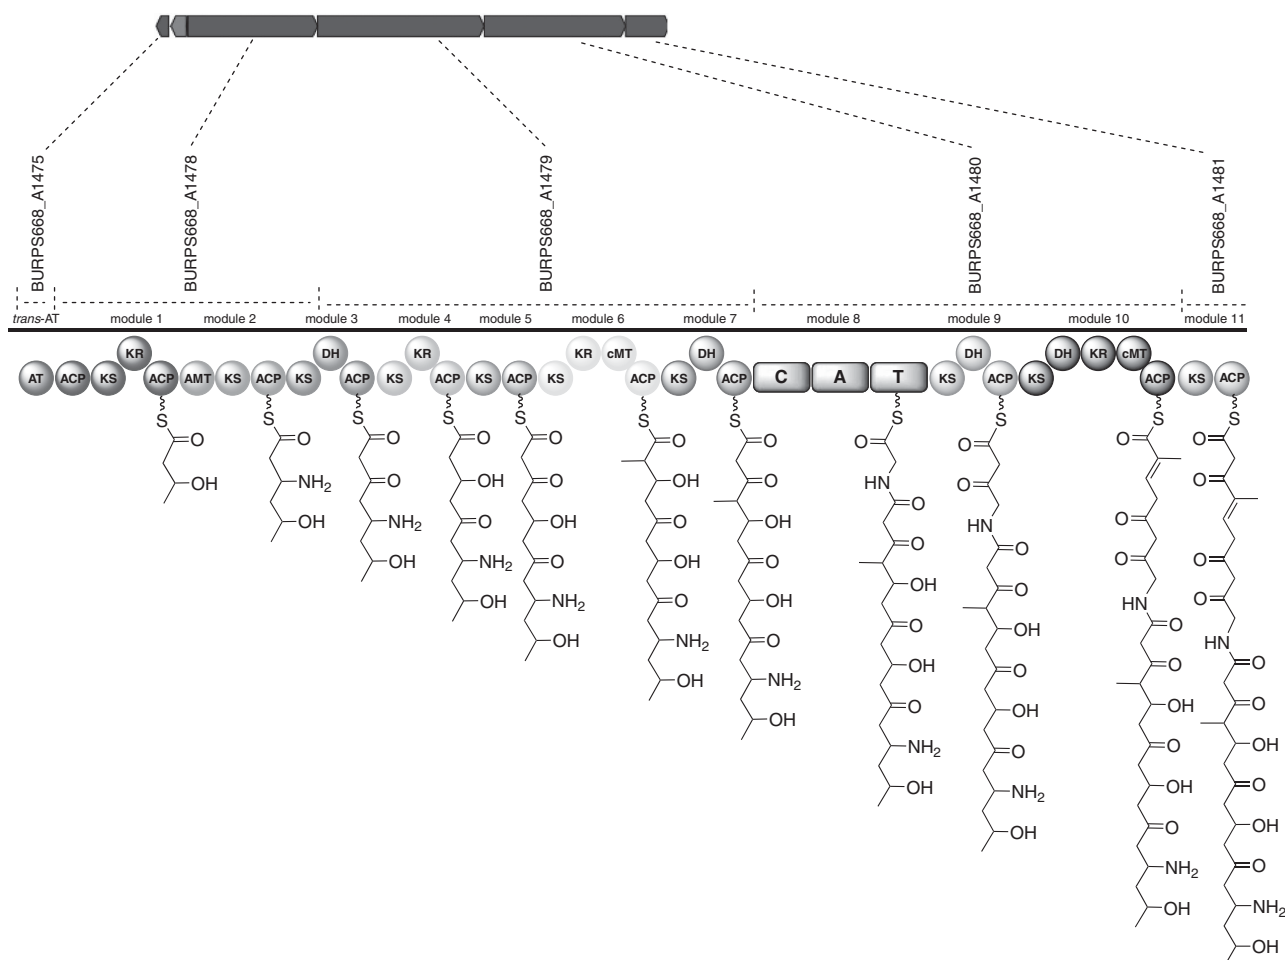 BURPS668_A1475
BURPS668_A1478
BURPS668_A1479
BURPS668_A1480
BURPS668_A1481
trans-AT module 1 module 2 module 3 module 4 module 5 module 6 module 7 module 8 module 9 module 10 module 11
KR DH KR KR cMT DH DH DH KR cMT
AT ACP KS ACP AMT KS ACP KS ACP KS ACP KS ACP KS ACP KS ACP C A T KS ACP KS ACP KS ACP
S S S S S S S S S S S
O O O O O O O O O O O
OH NH2 O OH O OH O HN O O O
OH NH2 O OH O OH O HN O O
OH NH2 O OH O O O O O
OH NH2 O OH OH OH HN O
OH NH2 O O O O HN
OH NH2 OH OH O O
OH NH2 O O OH O
OH NH2 O OH
OH NH2 OH O
OH O OH
NH2 O
OH NH2
OH